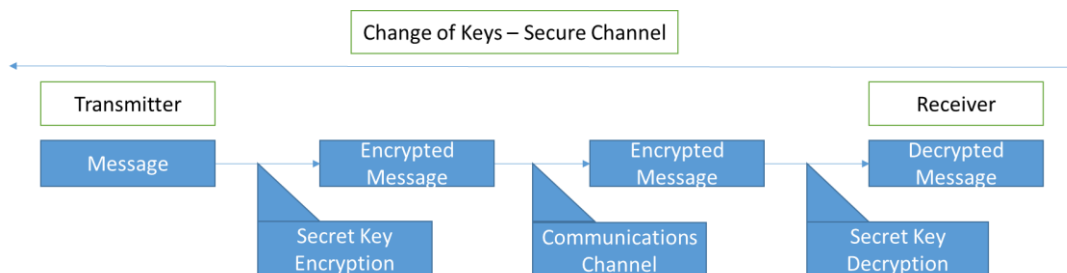 Change of Keys – Secure Channel
Transmitter
Receiver
Message
Encrypted
Message
Encrypted
Message
Decrypted
Message
Secret Key
Encryption
Communications
Channel
Secret Key
Decryption